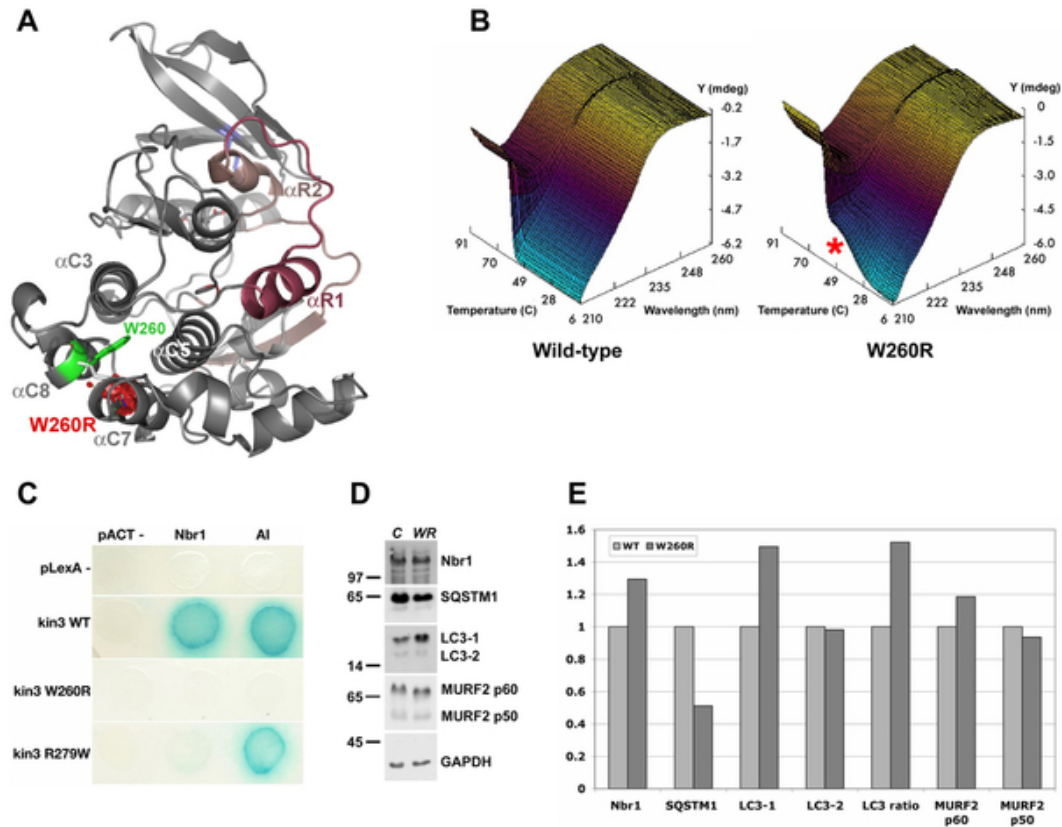 A
αR2
αC3
αR1
W260
αC5
αC8
W260R
αC7
B
Y (mdeg)
-0.2
-1.7
-3.2
-4.5
-6.2
91
70
49
28
6
210
222
235
248
260
Temperature (C)
Wavelength (nm)
Wild-type
Y (mdeg)
0
-1.7
-3.0
-4.5
-6.0
*
91
70
49
28
6
210
222
235
248
260
Temperature (C)
Wavelength (nm)
W260R
C
pACT - Nbr1 AI
pLexA -
kin3 WT
kin3 W260R
kin3 R279W
D
C WR
Nbr1
97
65
SQSTM1
LC3-1
LC3-2
14
MURF2 p60
65
MURF2 p50
45
GAPDH
E
1.6
1.4
1.2
1
0.8
0.6
0.4
0.2
0
WT W260R
Nbr1 SQSTM1 LC3-1 LC3-2 LC3 ratio MURF2 MURF2
p60 p50